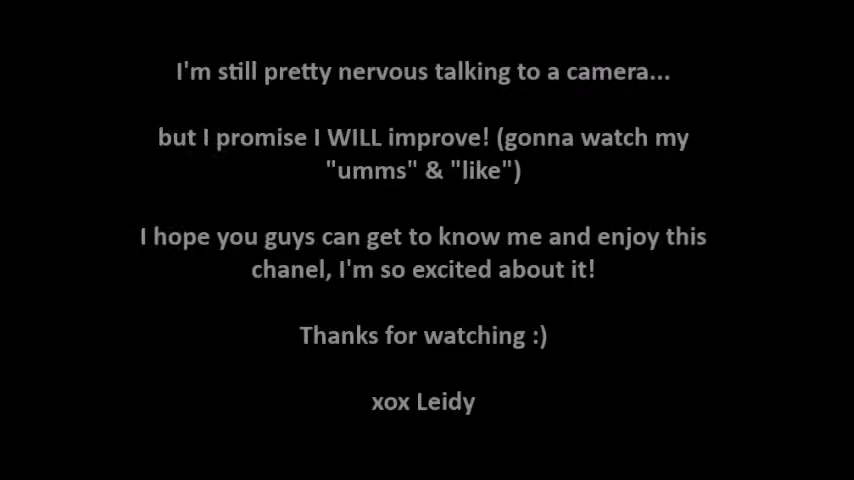 I'm still pretty nervous talking to a camera...
but I promise I WILL improve! (gonna watch my
"umms" & "like")
I hope you guys can get to know me and enjoy this
chanel, I'm so excited about it!
Thanks for watching :)
xox Leidy